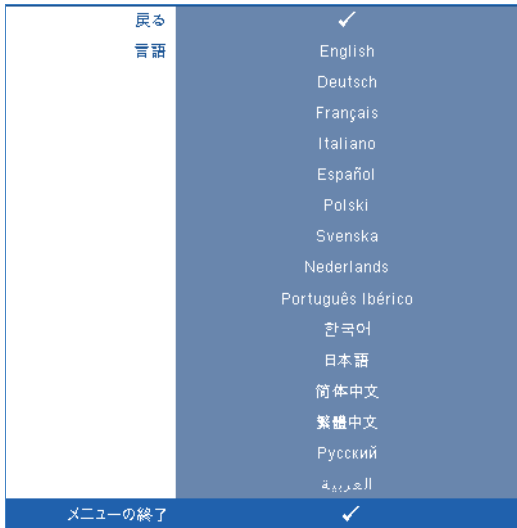 戻る ✓
言語 English
Deutsch
Français
Italiano
Español
Polski
Svenska
Nederlands
Português Ibérico
한국어
日本語
简体中文
繁體中文
Русский
العربية
メニューの終了 ✓